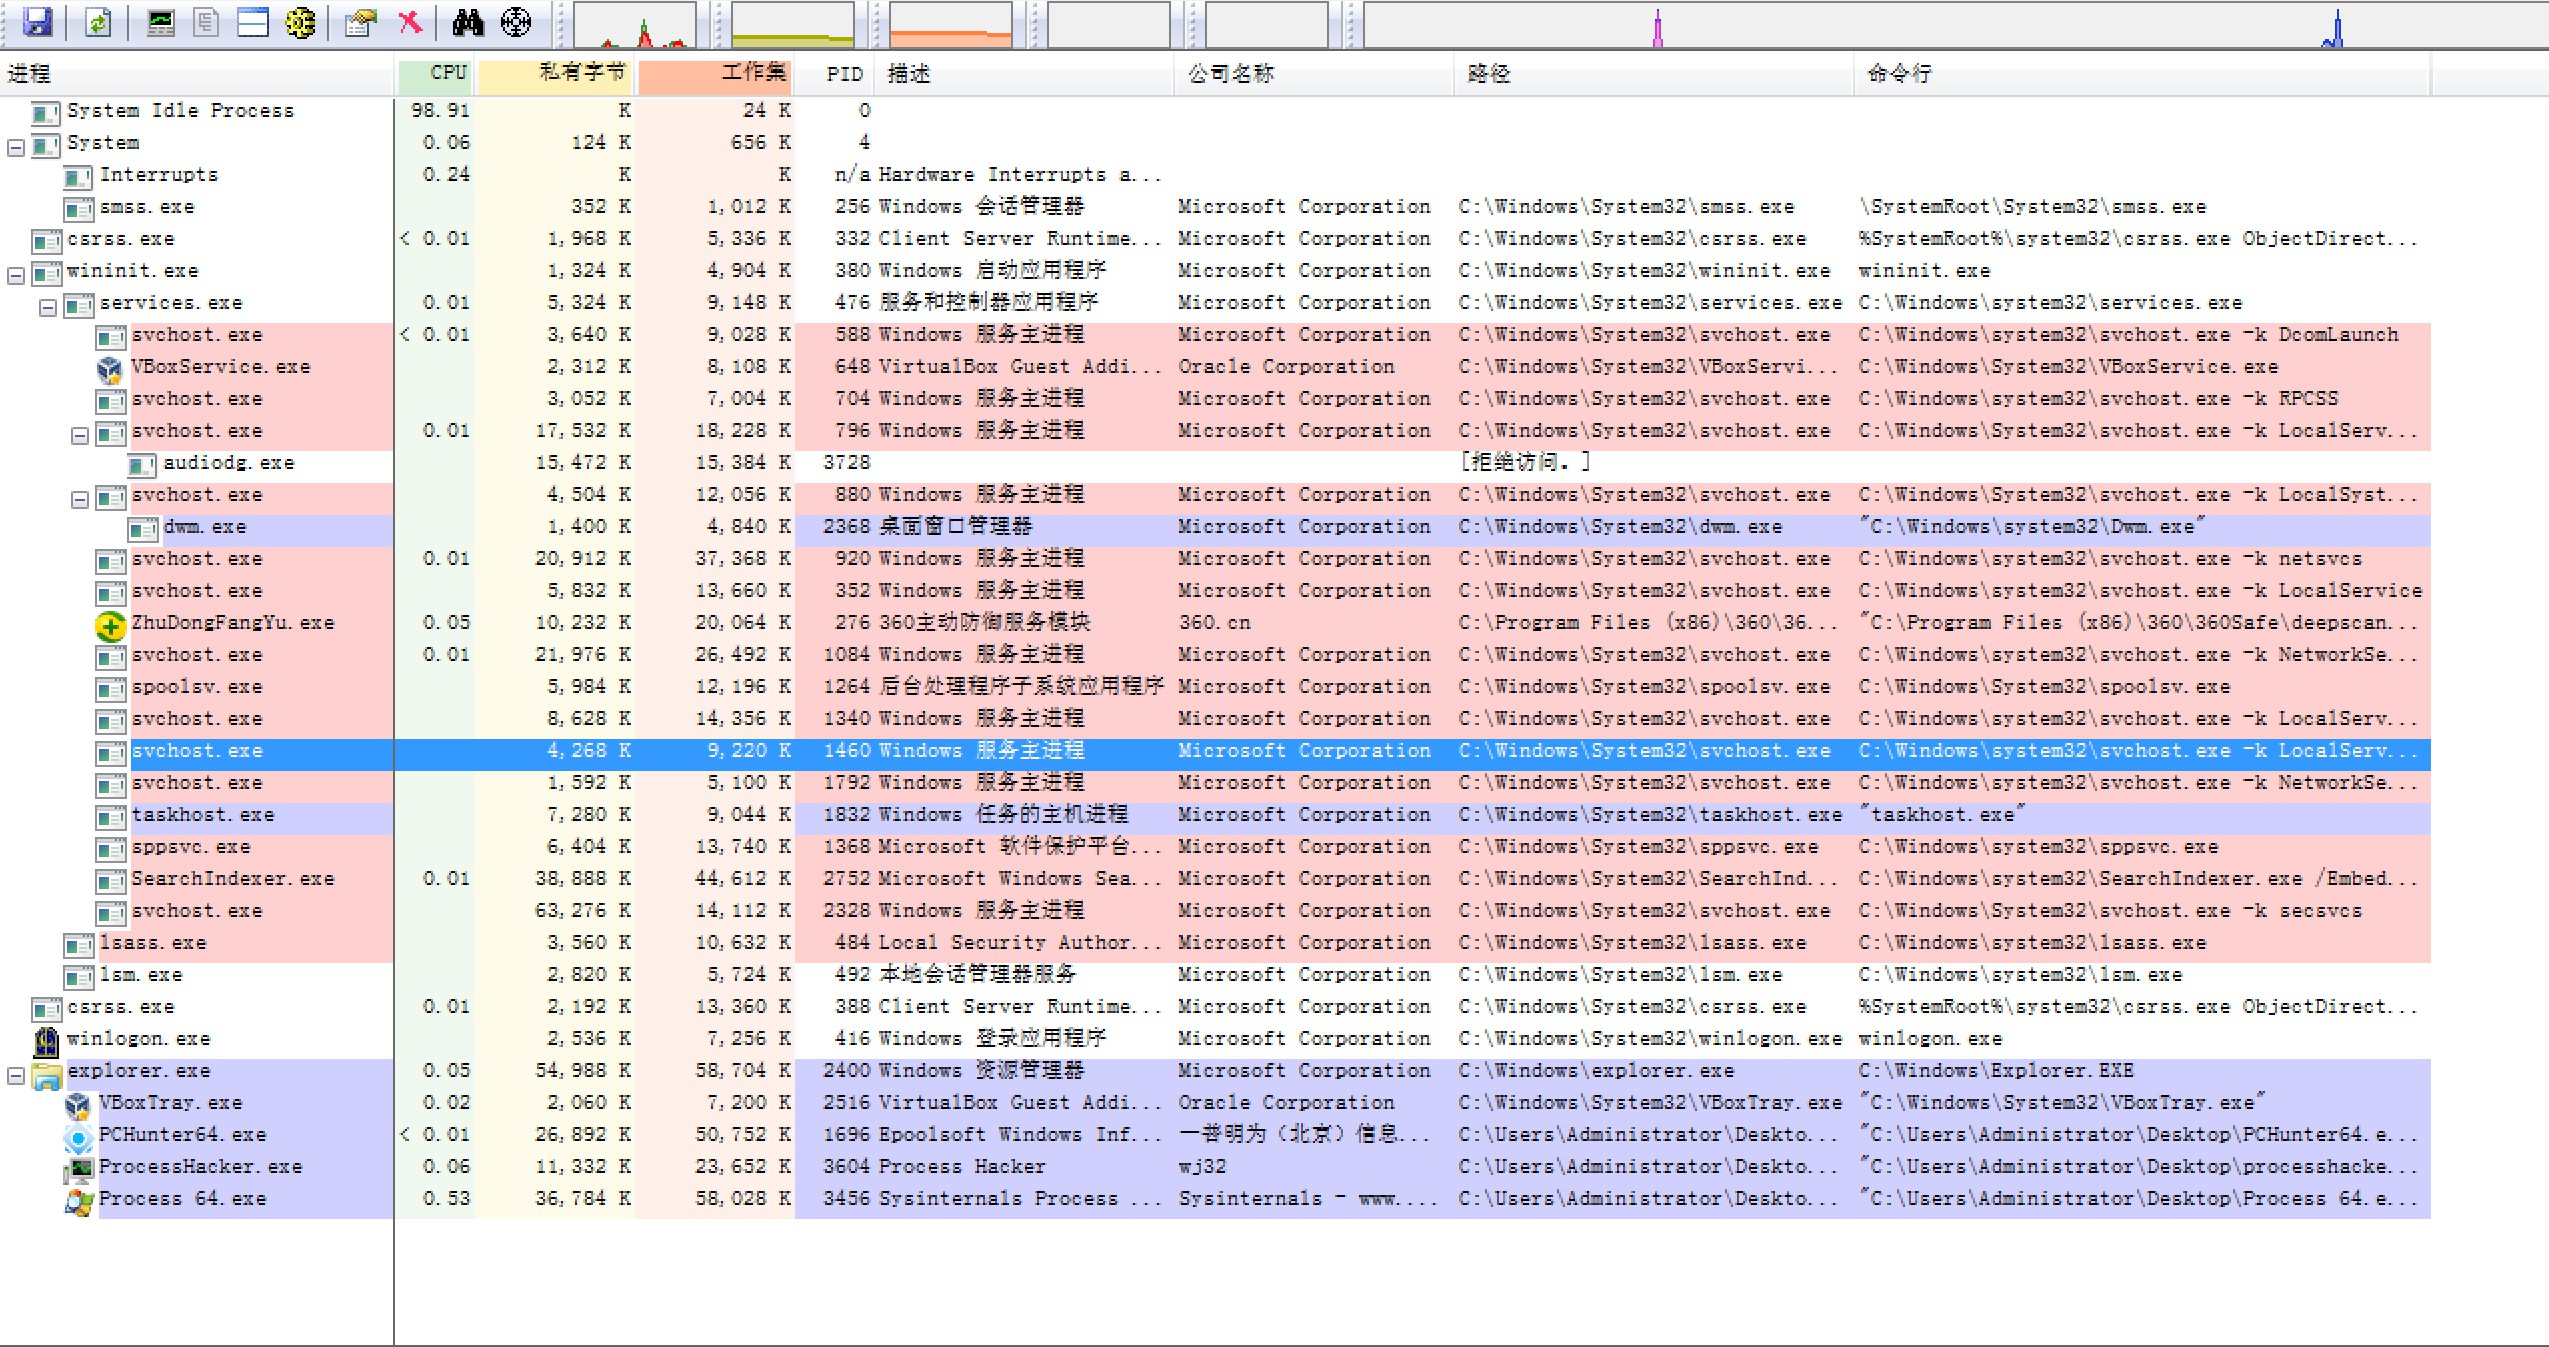 进程 CPU 私有字节 工作集 PID 描述 公司名称 路径 命令行
System Idle Process 98.91 K 24 K 0
System 0.06 124 K 656 K 4
Interrupts 0.24 K K n/a Hardware Interrupts a...
smss.exe 352 K 1,012 K 256 Windows 会话管理器 Microsoft Corporation C:\Windows\System32\smss.exe \SystemRoot\System32\smss.exe
csrss.exe < 0.01 1,968 K 5,336 K 332 Client Server Runtime... Microsoft Corporation C:\Windows\System32\csrss.exe %SystemRoot%\system32\csrss.exe ObjectDirect...
wininit.exe 1,324 K 4,904 K 380 Windows 启动应用程序 Microsoft Corporation C:\Windows\System32\wininit.exe wininit.exe
services.exe 0.01 5,324 K 9,148 K 476 服务和控制器应用程序 Microsoft Corporation C:\Windows\System32\services.exe C:\Windows\system32\services.exe
svchost.exe < 0.01 3,640 K 9,028 K 588 Windows 服务主进程 Microsoft Corporation C:\Windows\System32\svchost.exe C:\Windows\system32\svchost.exe -k DcomLaunch
VBoxService.exe 2,312 K 8,108 K 648 VirtualBox Guest Addi... Oracle Corporation C:\Windows\System32\VBoxServi... C:\Windows\System32\VBoxService.exe
svchost.exe 3,052 K 7,004 K 704 Windows 服务主进程 Microsoft Corporation C:\Windows\System32\svchost.exe C:\Windows\system32\svchost.exe -k RPCSS
svchost.exe 0.01 17,532 K 18,228 K 796 Windows 服务主进程 Microsoft Corporation C:\Windows\System32\svchost.exe C:\Windows\System32\svchost.exe -k LocalServ...
audiodg.exe 15,472 K 15,384 K 3728 [拒绝访问。]
svchost.exe 4,504 K 12,056 K 880 Windows 服务主进程 Microsoft Corporation C:\Windows\System32\svchost.exe C:\Windows\System32\svchost.exe -k LocalSyst...
dwm.exe 1,400 K 4,840 K 2368 桌面窗口管理器 Microsoft Corporation C:\Windows\System32\dwm.exe "C:\Windows\system32\Dwm.exe"
svchost.exe 0.01 20,912 K 37,368 K 920 Windows 服务主进程 Microsoft Corporation C:\Windows\System32\svchost.exe C:\Windows\system32\svchost.exe -k netsvcs
svchost.exe 5,832 K 13,660 K 352 Windows 服务主进程 Microsoft Corporation C:\Windows\System32\svchost.exe C:\Windows\system32\svchost.exe -k LocalService
ZhuDongFangYu.exe 0.05 10,232 K 20,064 K 276 360主动防御服务模块 360.cn C:\Program Files (x86)\360\36... "C:\Program Files (x86)\360\360Safe\deepscan...
svchost.exe 0.01 21,976 K 26,492 K 1084 Windows 服务主进程 Microsoft Corporation C:\Windows\System32\svchost.exe C:\Windows\system32\svchost.exe -k NetworkSe...
spoolsv.exe 5,984 K 12,196 K 1264 后台处理程序子系统应用程序 Microsoft Corporation C:\Windows\System32\spoolsv.exe C:\Windows\System32\spoolsv.exe
svchost.exe 8,628 K 14,356 K 1340 Windows 服务主进程 Microsoft Corporation C:\Windows\System32\svchost.exe C:\Windows\system32\svchost.exe -k LocalServ...
svchost.exe 4,268 K 9,220 K 1460 Windows 服务主进程 Microsoft Corporation C:\Windows\System32\svchost.exe C:\Windows\system32\svchost.exe -k LocalServ...
svchost.exe 1,592 K 5,100 K 1792 Windows 服务主进程 Microsoft Corporation C:\Windows\System32\svchost.exe C:\Windows\system32\svchost.exe -k NetworkSe...
taskhost.exe 7,280 K 9,044 K 1832 Windows 任务的主机进程 Microsoft Corporation C:\Windows\System32\taskhost.exe "taskhost.exe"
sppsvc.exe 6,404 K 13,740 K 1368 Microsoft 软件保护平台... Microsoft Corporation C:\Windows\System32\sppsvc.exe C:\Windows\system32\sppsvc.exe
SearchIndexer.exe 0.01 38,888 K 44,612 K 2752 Microsoft Windows Sea... Microsoft Corporation C:\Windows\System32\SearchInd... C:\Windows\system32\SearchIndexer.exe /Embed...
svchost.exe 63,276 K 14,112 K 2328 Windows 服务主进程 Microsoft Corporation C:\Windows\System32\svchost.exe C:\Windows\System32\svchost.exe -k secsvcs
lsass.exe 3,560 K 10,632 K 484 Local Security Author... Microsoft Corporation C:\Windows\System32\lsass.exe C:\Windows\system32\lsass.exe
lsm.exe 2,820 K 5,724 K 492 本地会话管理器服务 Microsoft Corporation C:\Windows\System32\lsm.exe C:\Windows\system32\lsm.exe
csrss.exe 0.01 2,192 K 13,360 K 388 Client Server Runtime... Microsoft Corporation C:\Windows\System32\csrss.exe %SystemRoot%\system32\csrss.exe ObjectDirect...
winlogon.exe 2,536 K 7,256 K 416 Windows 登录应用程序 Microsoft Corporation C:\Windows\System32\winlogon.exe winlogon.exe
explorer.exe 0.05 54,988 K 58,704 K 2400 Windows 资源管理器 Microsoft Corporation C:\Windows\explorer.exe C:\Windows\Explorer.EXE
VBoxTray.exe 0.02 2,060 K 7,200 K 2516 VirtualBox Guest Addi... Oracle Corporation C:\Windows\System32\VBoxTray.exe "C:\Windows\System32\VBoxTray.exe"
PCHunter64.exe < 0.01 26,892 K 50,752 K 1696 Epoolsoft Windows Inf... 一普明为（北京）信息... C:\Users\Administrator\Deskto... "C:\Users\Administrator\Desktop\PCHunter64.e...
ProcessHacker.exe 0.06 11,332 K 23,652 K 3604 Process Hacker wj32 C:\Users\Administrator\Deskto... "C:\Users\Administrator\Desktop\processhacke...
Process 64.exe 0.53 36,784 K 58,028 K 3456 Sysinternals Process ... Sysinternals - www.... C:\Users\Administrator\Deskto... "C:\Users\Administrator\Desktop\Process 64.e...